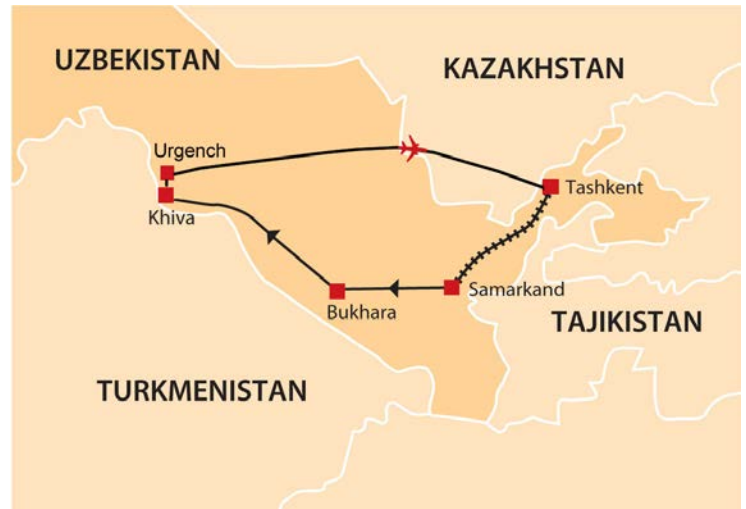 UZBEKISTAN
KAZAKHSTAN
Urgench
Tashkent
Khiva
Samarkand
Bukhara
TAJIKISTAN
TURKMENISTAN